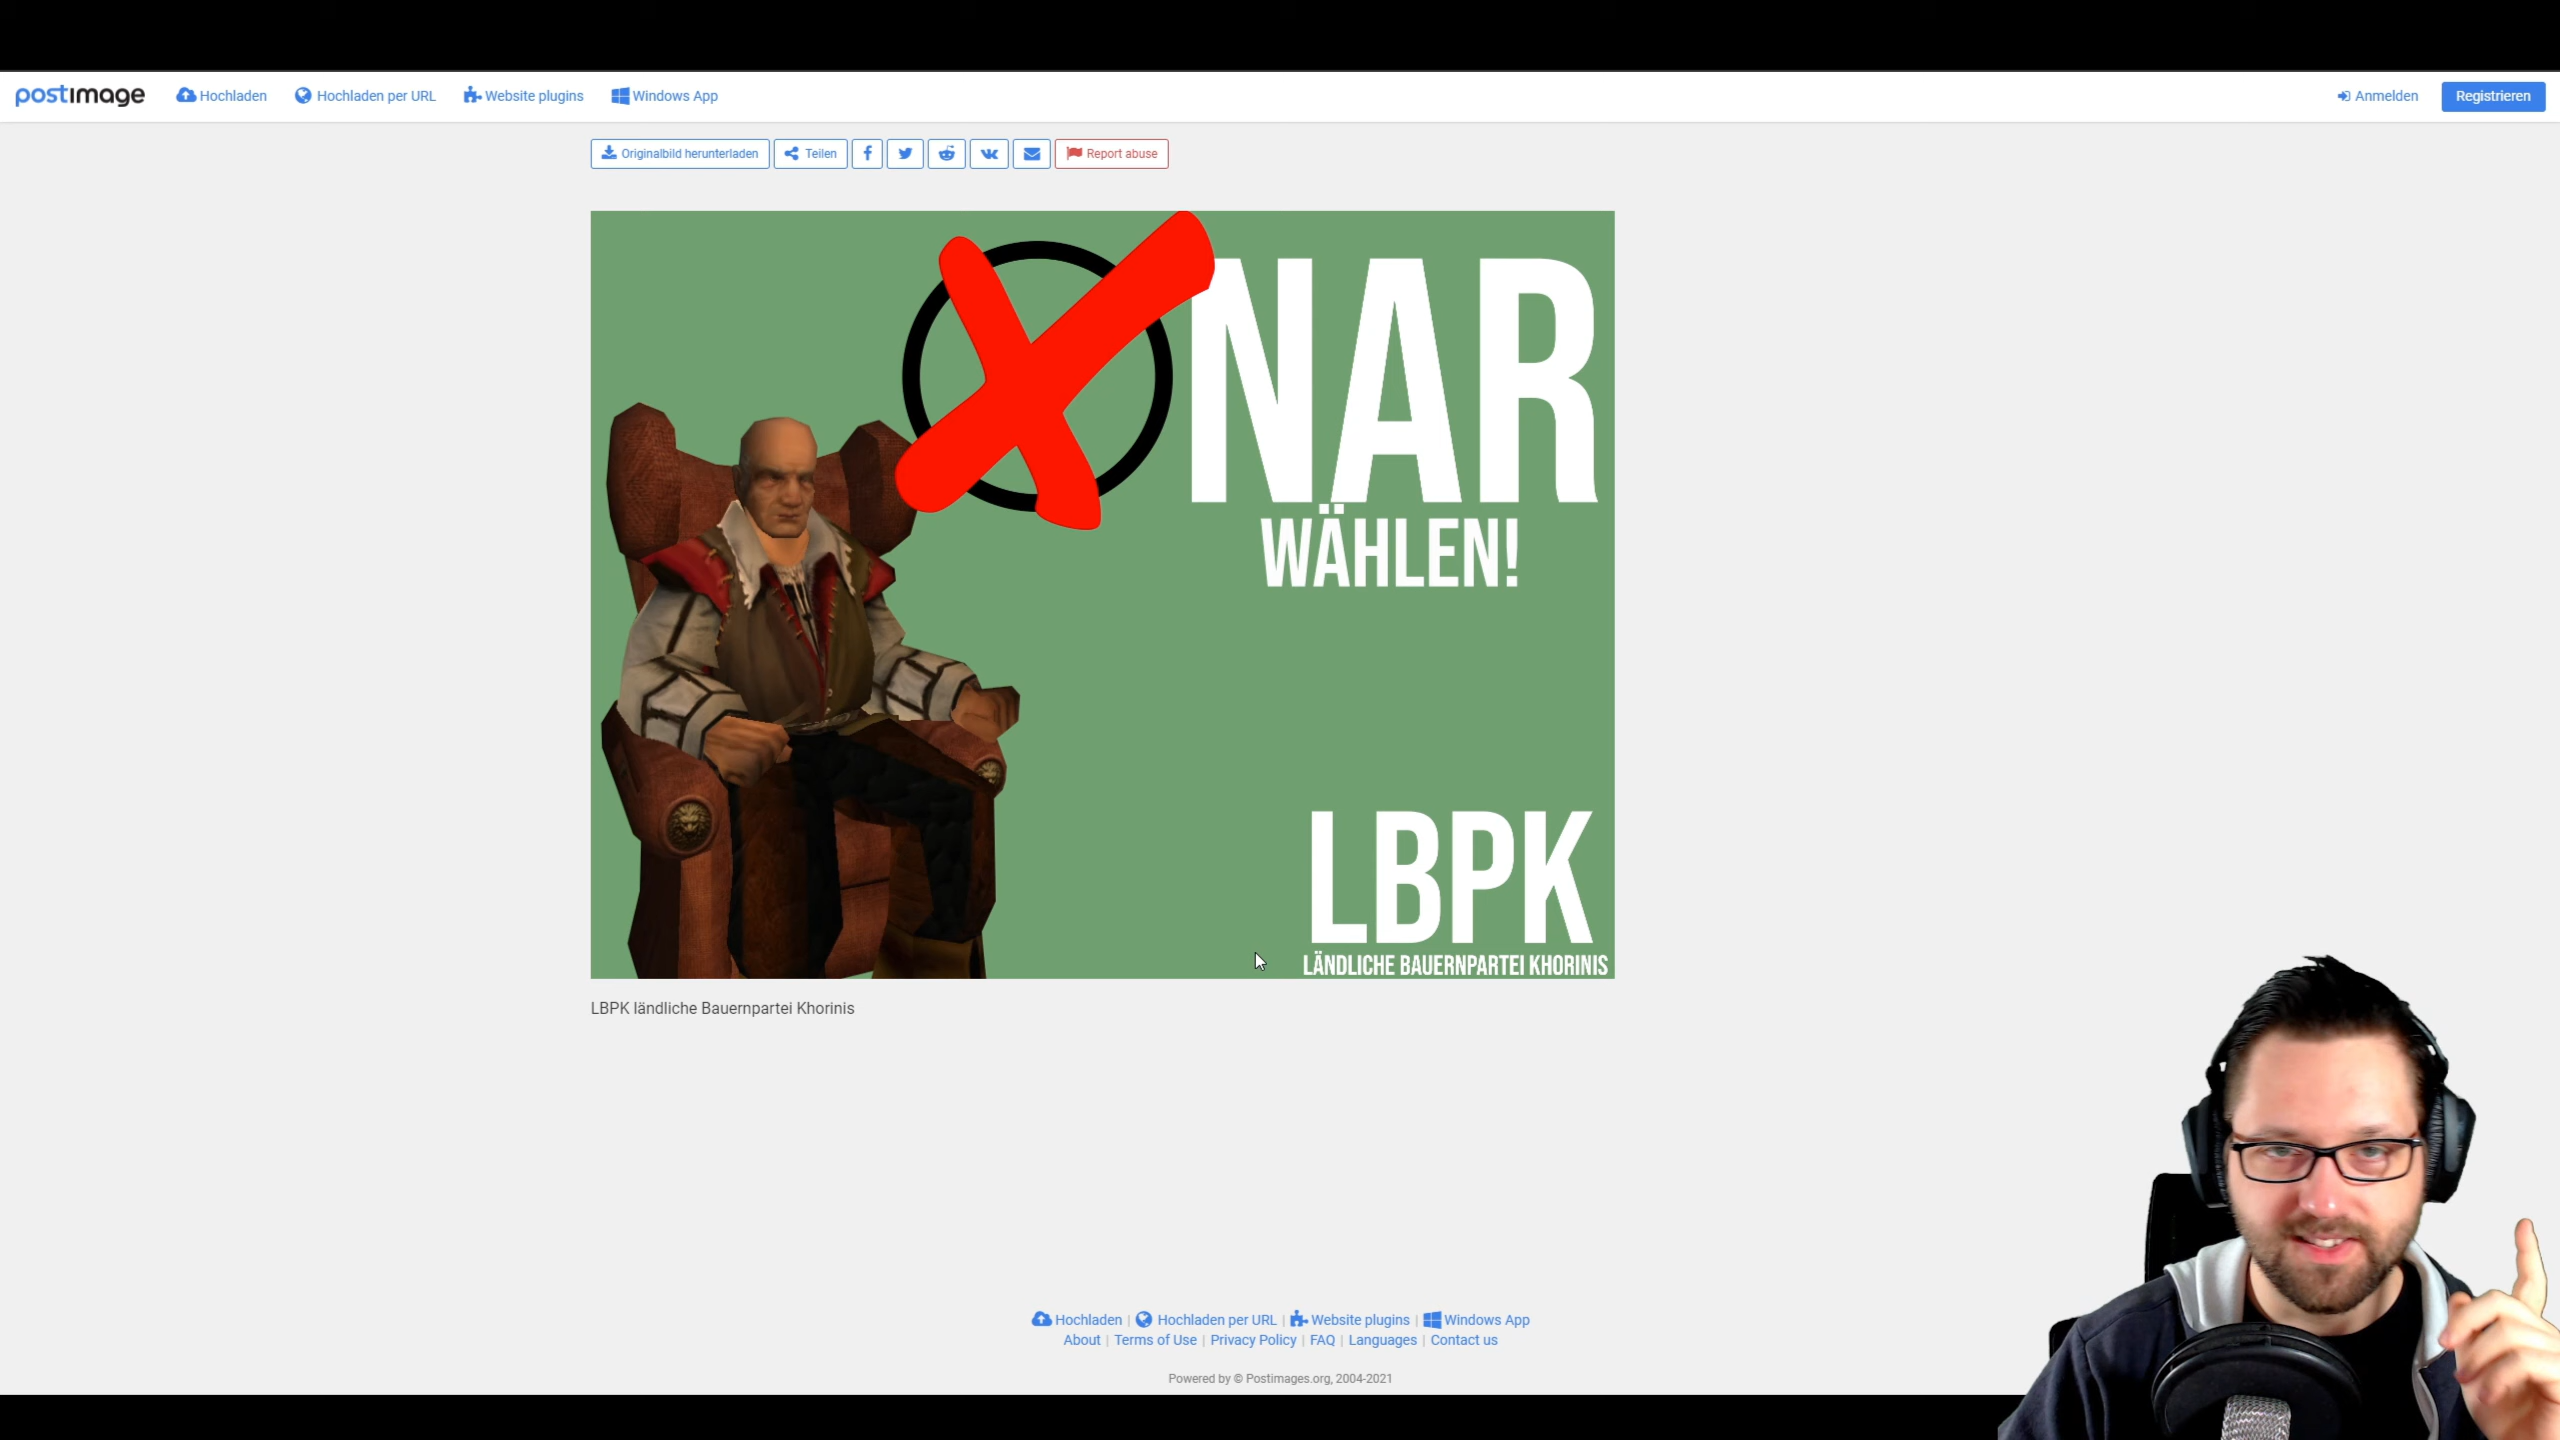 postimage
Hochladen
Hochladen per URL
Website plugins
Windows App
Anmelden
Registrieren
Originalbild herunterladen
Teilen
Report abuse
NAR
WÄHLEN!
LBPK
LÄNDLICHE BAUERNPARTEI KHORINIS
LBPK ländliche Bauernpartei Khorinis
Hochladen | Hochladen per URL | Website plugins | Windows App
About | Terms of Use | Privacy Policy | FAQ | Languages | Contact us
Powered by © Postimages.org, 2004-2021